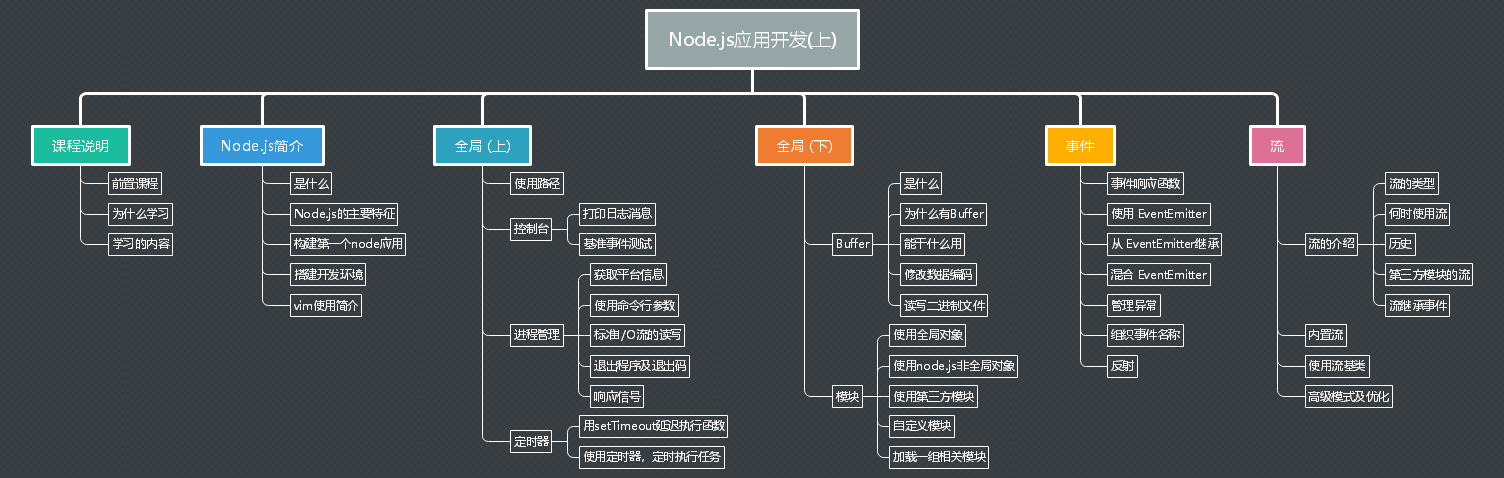 Node.js应用开发(上)
课程说明
前置课程
为什么学习
学习的内容
Node.js简介
是什么
Node.js的主要特征
构建第一个node应用
搭建开发环境
vim使用简介
全局 (上)
使用路径
控制台
打印日志消息
基准事件测试
进程管理
获取平台信息
使用命令行参数
标准I/O流的读写
退出程序及退出码
响应信号
定时器
用setTimeout延迟执行函数
使用定时器，定时执行任务
全局 (下)
Buffer
是什么
为什么有Buffer
能干什么用
修改数据编码
读写二进制文件
模块
使用全局对象
使用node.js非全局对象
使用第三方模块
自定义模块
加载一组相关模块
事件
事件响应函数
使用 EventEmitter
从 EventEmitter继承
混合 EventEmitter
管理异常
组织事件名称
反射
流
流的介绍
流的类型
何时使用流
历史
第三方模块的流
流继承事件
内置流
使用流基类
高级模式及优化